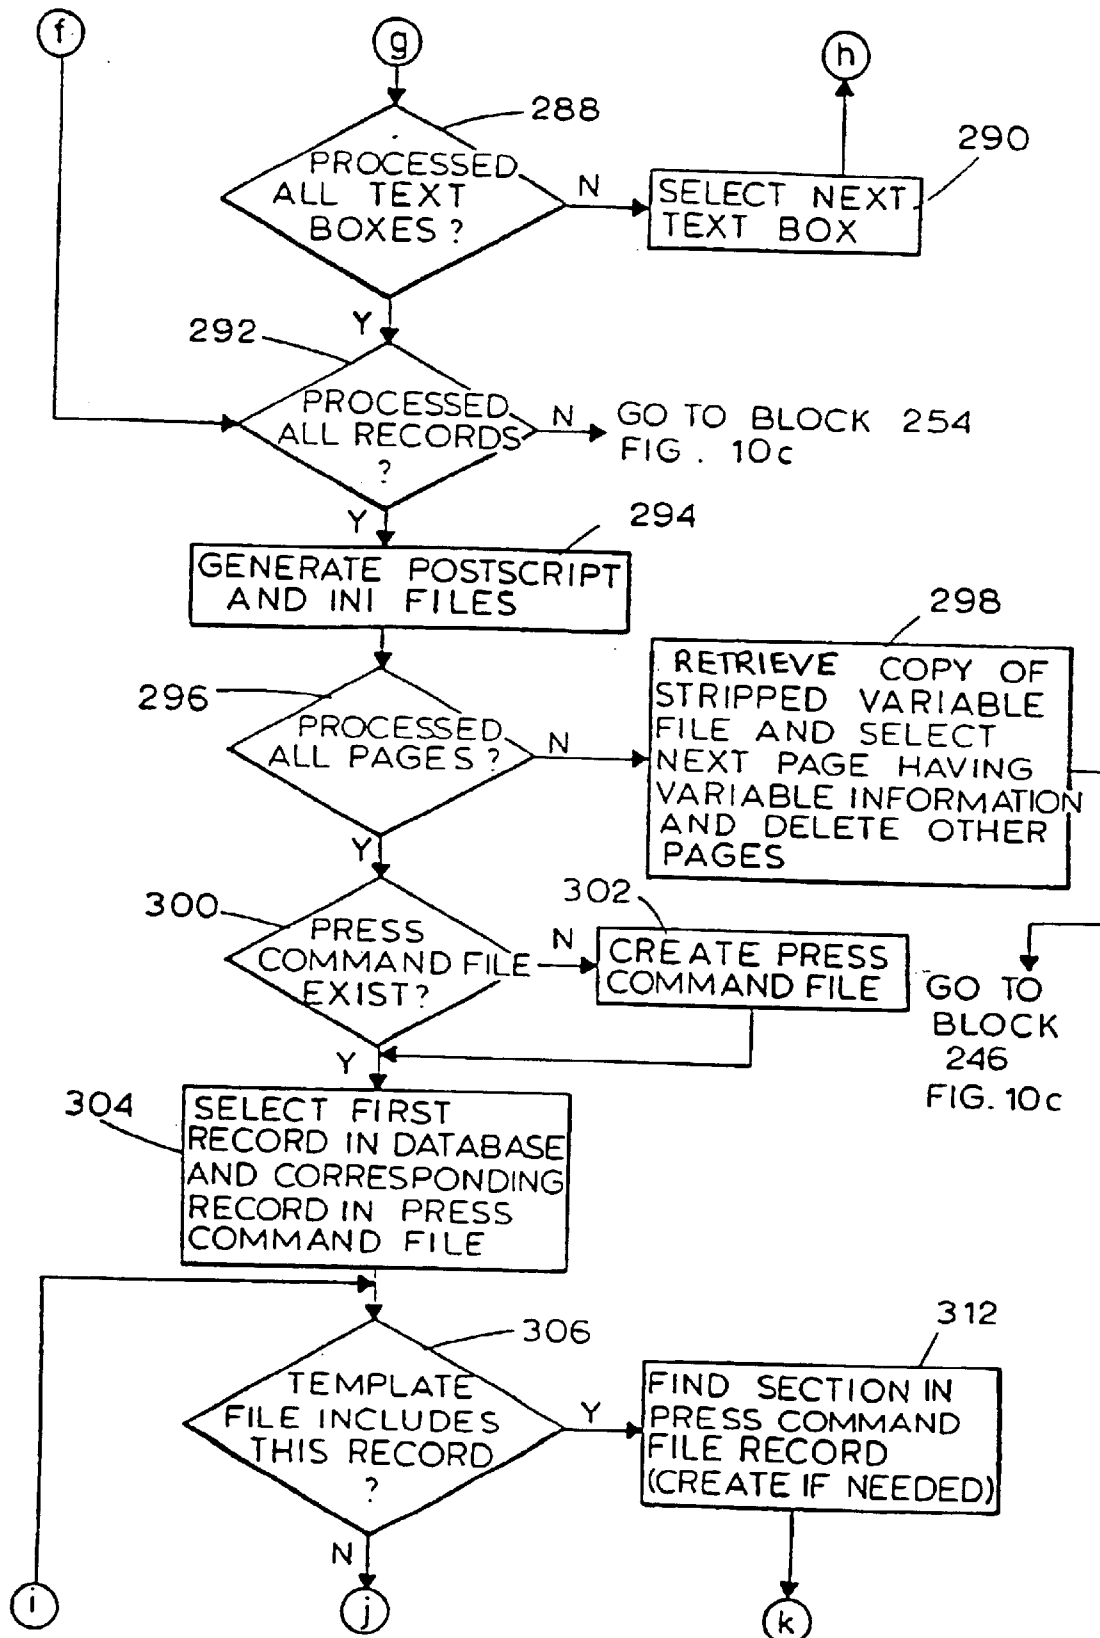 f
g
h
288
290
PROCESSED
ALL TEXT
BOXES ?
N
SELECT NEXT
TEXT BOX
Y
292
PROCESSED
ALL RECORDS
?
N
GO TO BLOCK 254
FIG. 10c
Y
294
GENERATE POSTSCRIPT
AND INI FILES
298
296
PROCESSED
ALL PAGES ?
N
RETRIEVE COPY OF
STRIPPED VARIABLE
FILE AND SELECT
NEXT PAGE HAVING
VARIABLE INFORMATION
AND DELETE OTHER
PAGES
Y
300
302
PRESS
COMMAND FILE
EXIST?
N
CREATE PRESS
COMMAND FILE
GO TO
BLOCK
246
FIG. 10c
Y
304
SELECT FIRST
RECORD IN DATABASE
AND CORRESPONDING
RECORD IN PRESS
COMMAND FILE
306
312
TEMPLATE
FILE INCLUDES
THIS RECORD
?
Y
FIND SECTION IN
PRESS COMMAND
FILE RECORD
(CREATE IF NEEDED)
N
i
j
k